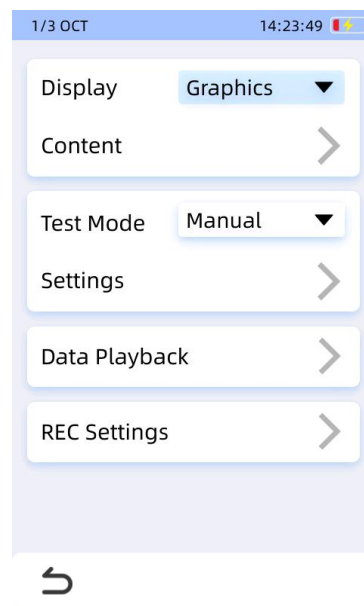 1/3 OCT 14:23:49
Display Graphics
Content
Test Mode Manual
Settings
Data Playback
REC Settings